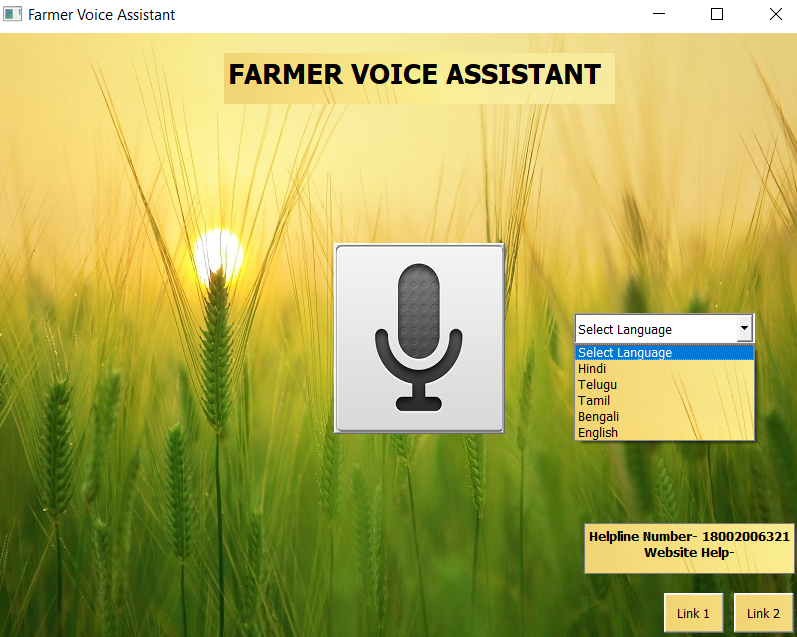 Farmer Voice Assistant
FARMER VOICE ASSISTANT
Select Language
Select Language
Hindi
Telugu
Tamil
Bengali
English
Helpline Number- 18002006321
Website Help-
Link 1
Link 2